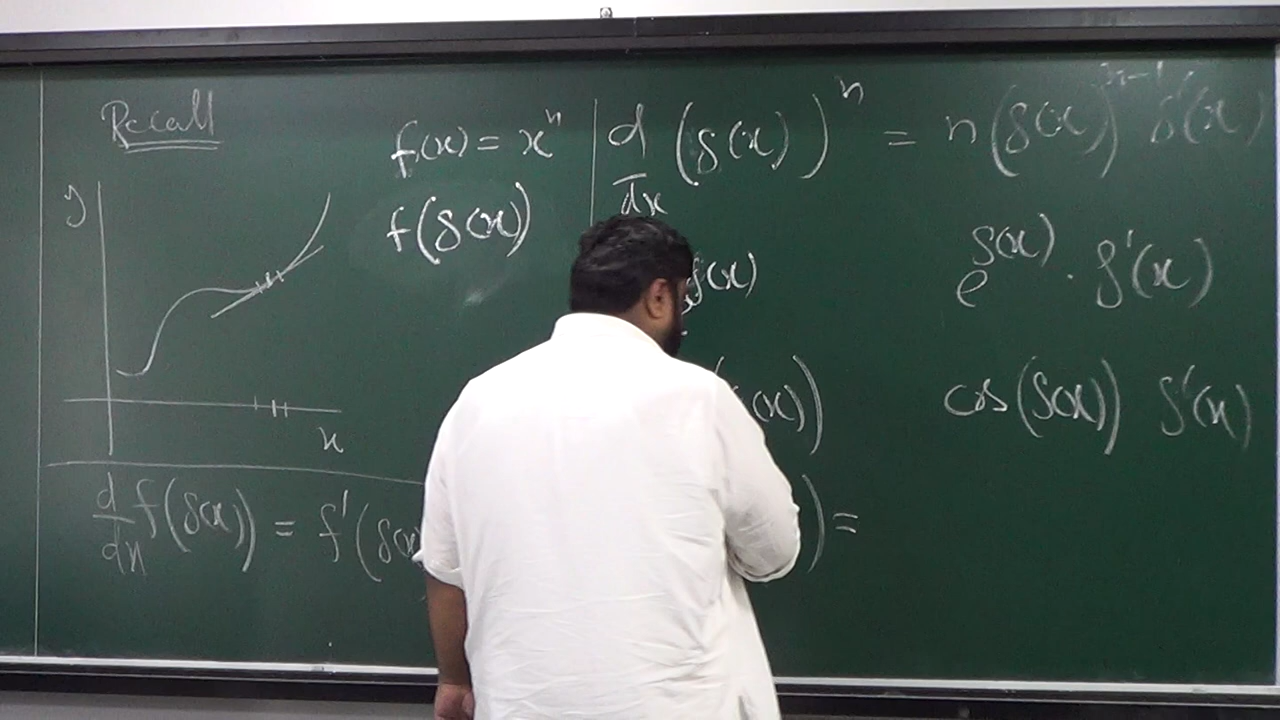 Recall
f(x) = x^n
f(g(x))
y
x
d/dx f(g(x)) = f'(g(x)
d/dx (g(x))^n = n(g(x))^{n-1} g'(x)
g(x) e^{g(x)} · g'(x)
(x)) cos(g(x)) g'(x)
) =